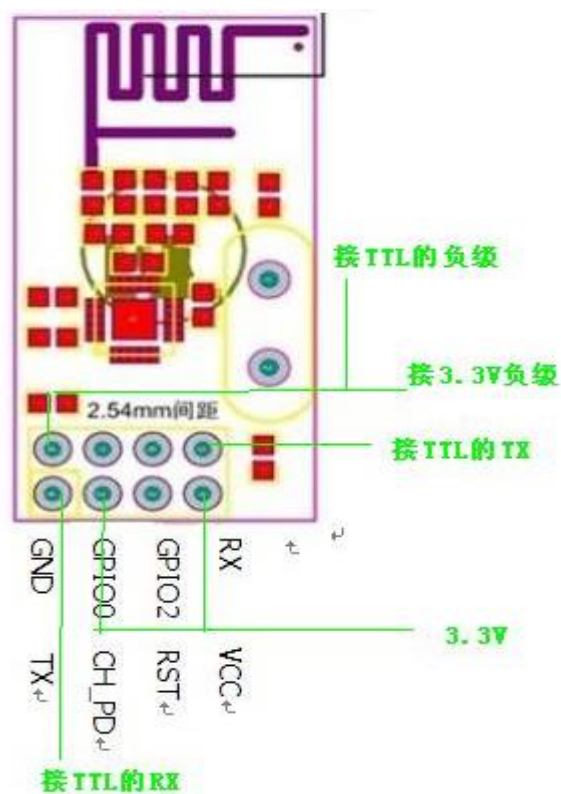 接TTL的负级
接3.3V负级
2.54mm间距
接TTL的TX
GND
GPIO0
GPIO2
RX
3.3V
TX
CH_PD
RST
VCC
接TTL的RX